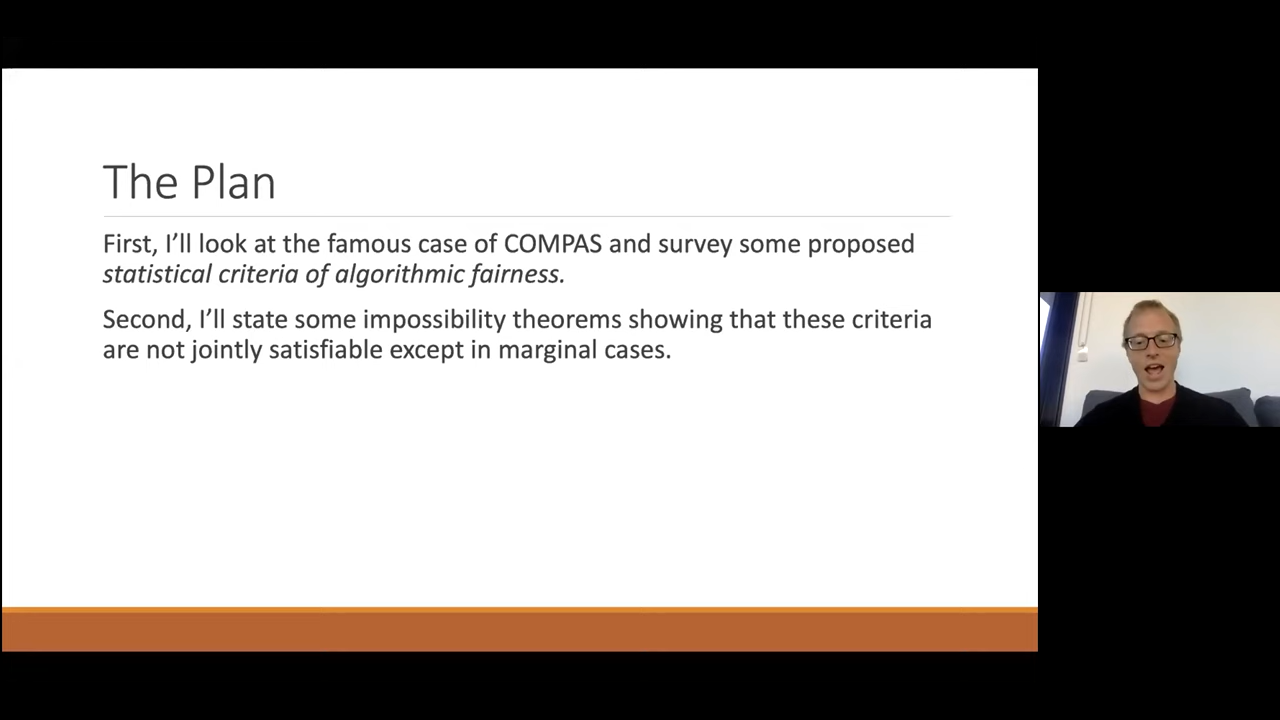 The Plan
First, I’ll look at the famous case of COMPAS and survey some proposed
statistical criteria of algorithmic fairness.
Second, I’ll state some impossibility theorems showing that these criteria
are not jointly satisfiable except in marginal cases.